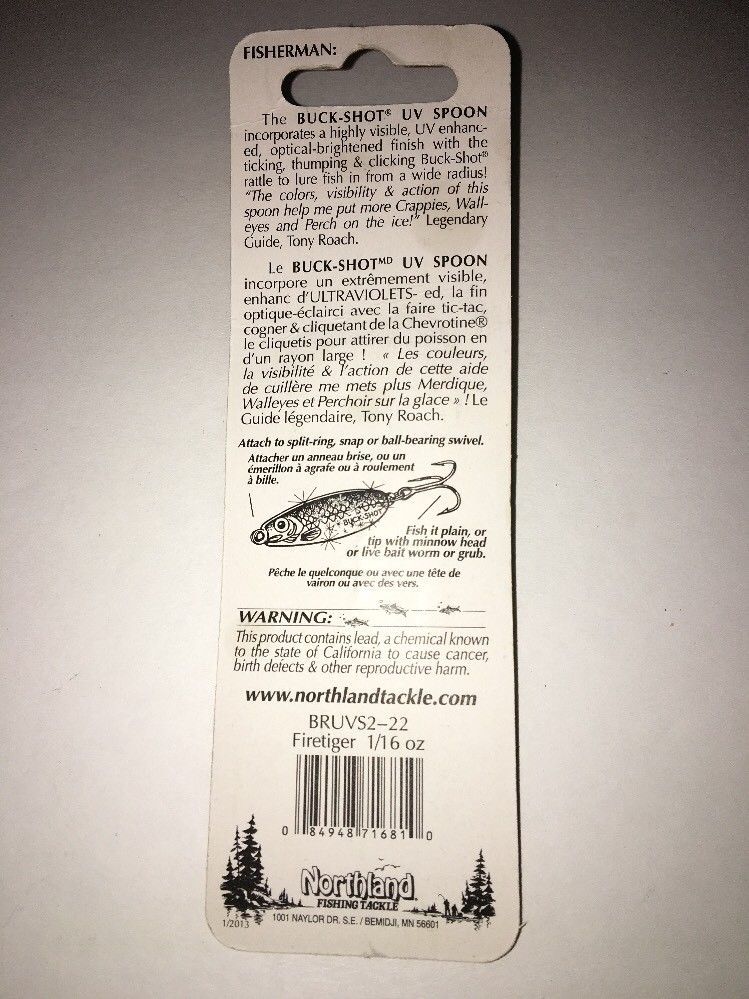 FISHERMAN:
The BUCK-SHOT® UV SPOON
incorporates a highly visible, UV enhanc-
ed, optical-brightened finish with the
ticking, thumping & clicking Buck-Shot®
rattle to lure fish in from a wide radius!
"The colors, visibility & action of this
spoon help me put more Crappies, Wall-
eyes and Perch on the ice!" Legendary
Guide, Tony Roach.
Le BUCK-SHOTMD UV SPOON
incorpore un extrêmement visible,
enhanc d'ULTRAVIOLETS- ed, la fin
optique-éclairci avec la faire tic-tac,
cogner & cliquetant de la Chevrotine®
le cliquetis pour attirer du poisson en
d'un rayon large ! « Les couleurs,
la visibilité & l'action de cette aide
de cuillère me mets plus Merdique,
Walleyes et Perchoir sur la glace » ! Le
Guide légendaire, Tony Roach.
Attach to split-ring, snap or ball-bearing swivel.
Attacher un anneau brise, ou un
émerillon à agrafe ou à roulement
à bille.
BUCK-SHOT
Fish it plain, or
tip with minnow head
or live bait worm or grub.
Pêche le quelconque ou avec une tête de
vairon ou avec des vers.
WARNING:
This product contains lead, a chemical known
to the state of California to cause cancer,
birth defects & other reproductive harm.
www.northlandtackle.com
BRUVS2-22
Firetiger 1/16 oz
0 84948 71681 0
Northland
FISHING TACKLE
1/2013
1001 NAYLOR DR. S.E. / BEMIDJI, MN 56601